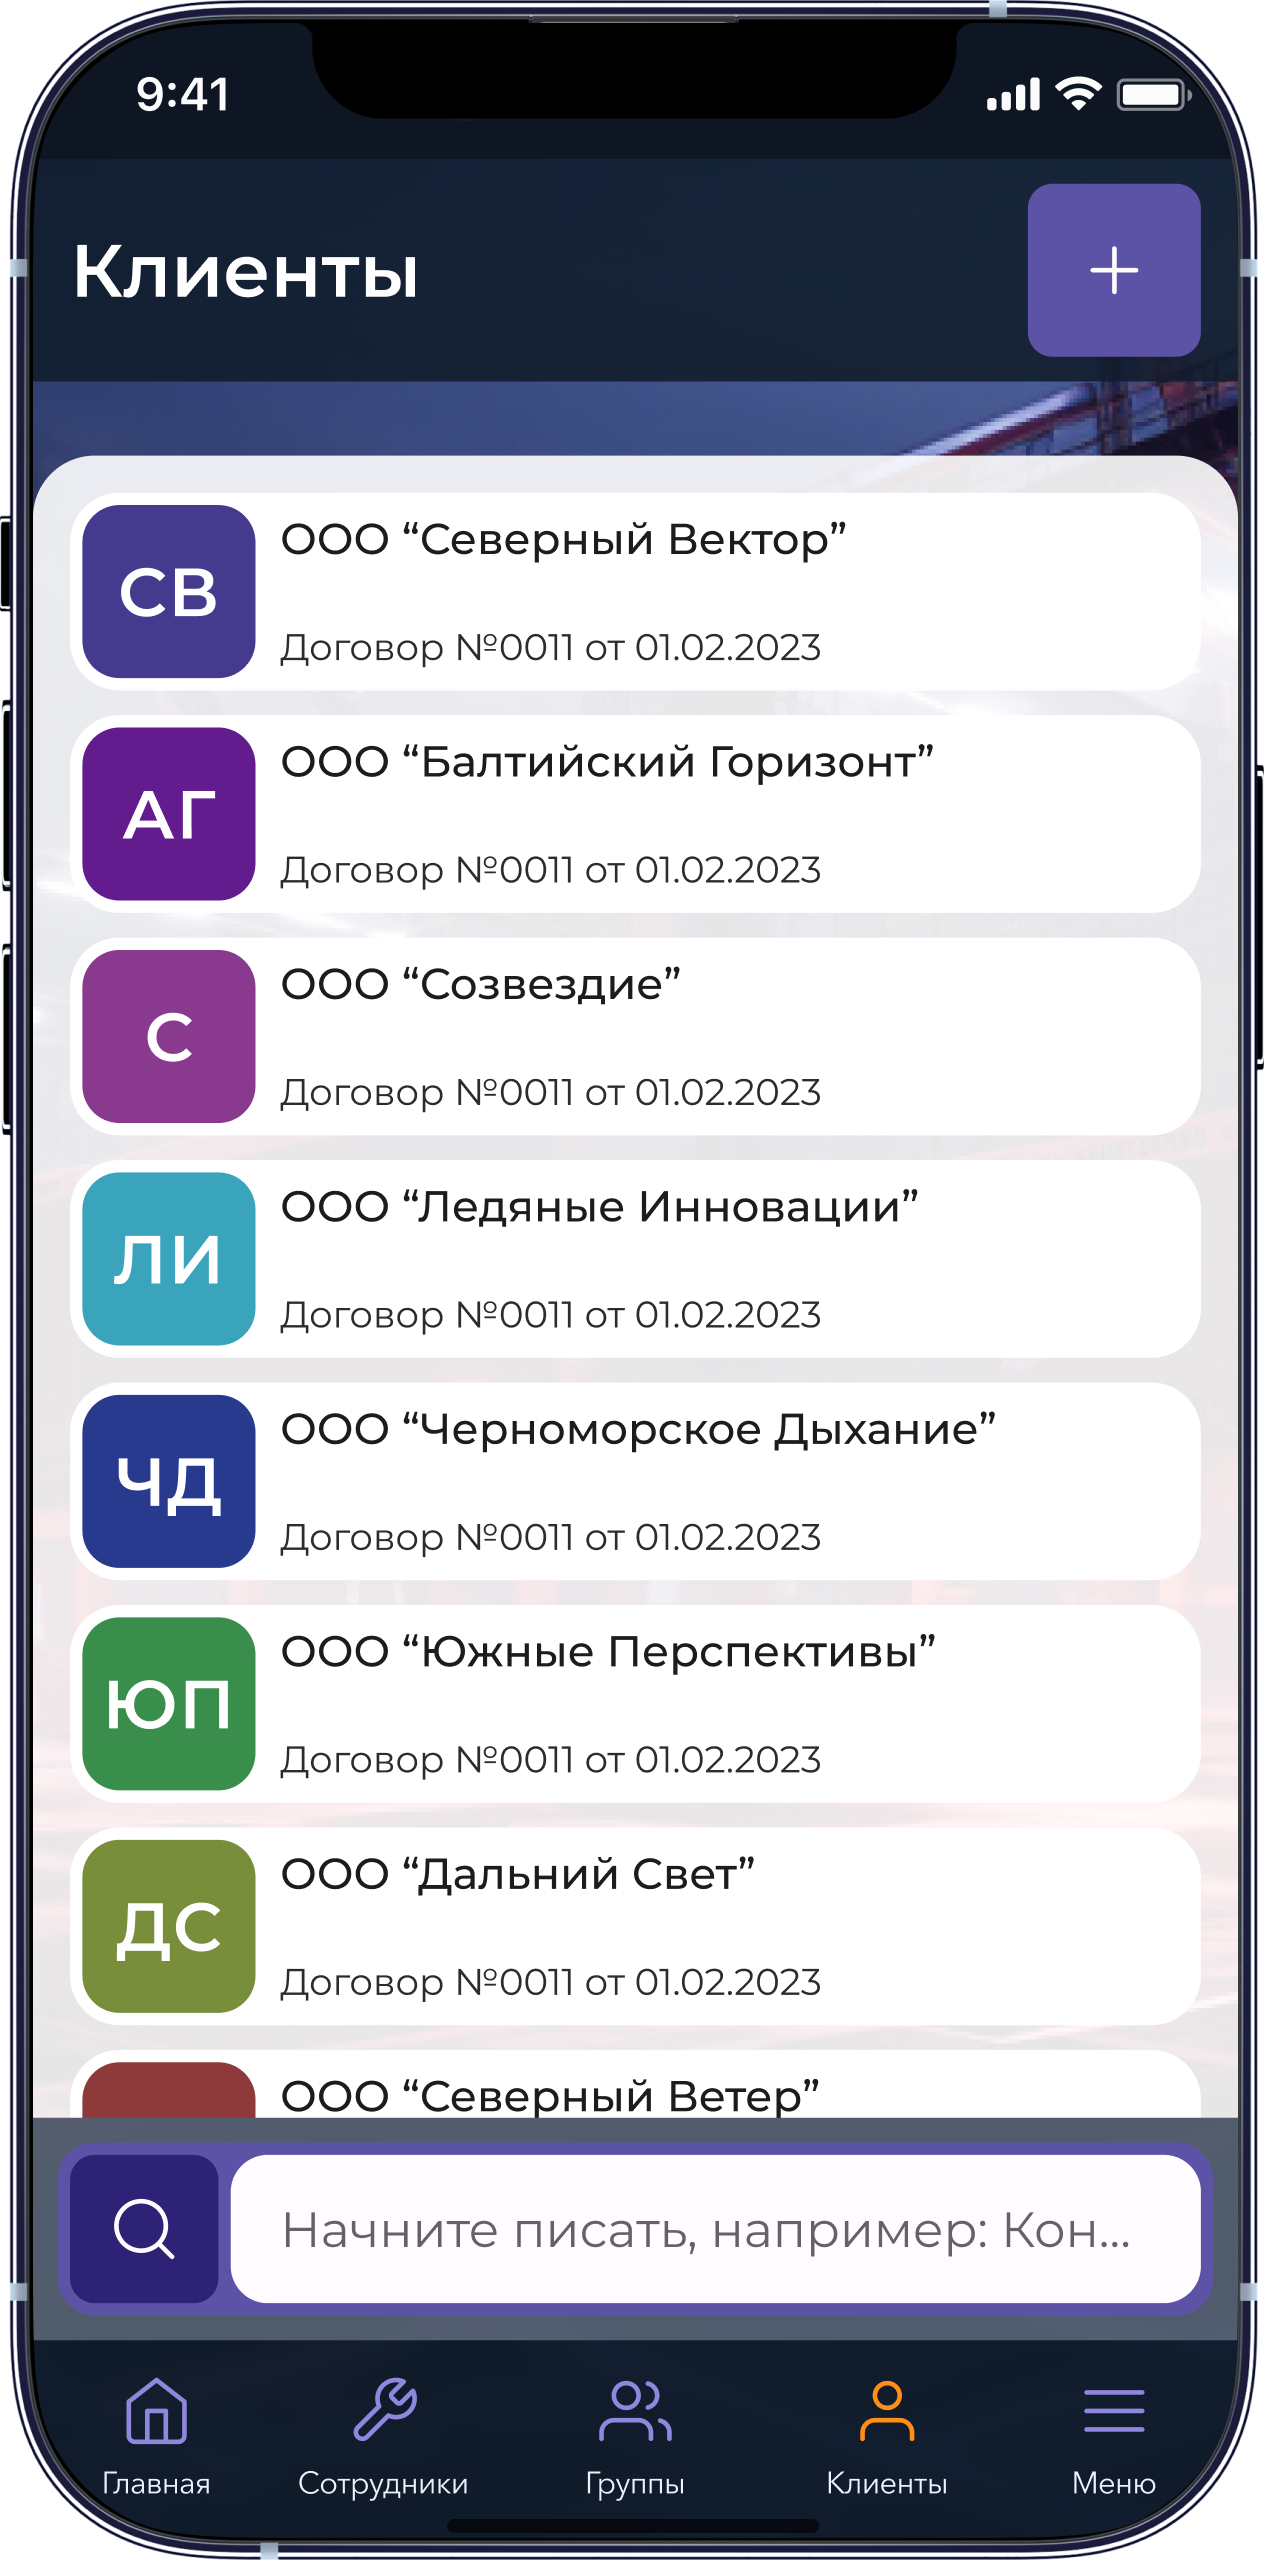 9:41
Клиенты
СВ
ООО “Северный Вектор”
Договор №0011 от 01.02.2023
АГ
ООО “Балтийский Горизонт”
Договор №0011 от 01.02.2023
С
ООО “Созвездие”
Договор №0011 от 01.02.2023
ЛИ
ООО “Ледяные Инновации”
Договор №0011 от 01.02.2023
ЧД
ООО “Черноморское Дыхание”
Договор №0011 от 01.02.2023
ЮП
ООО “Южные Перспективы”
Договор №0011 от 01.02.2023
ДС
ООО “Дальний Свет”
Договор №0011 от 01.02.2023
ООО “Северный Ветер”
Начните писать, например: Кон...
Главная Сотрудники Группы Клиенты Меню